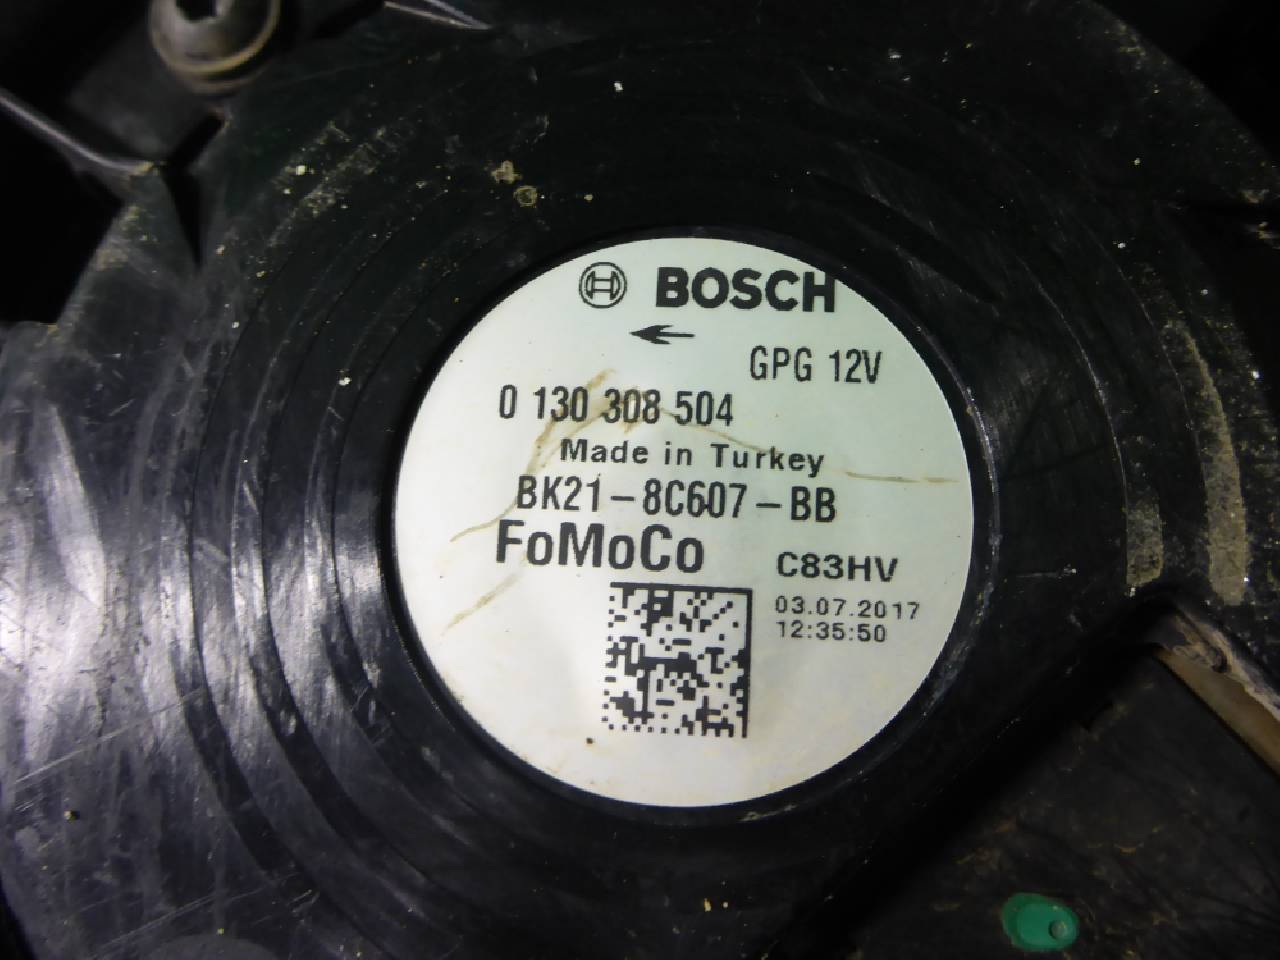 BOSCH
GPG 12V
0 130 308 504
Made in Turkey
BK21-8C607-BB
FoMoCo
C83HV
03.07.2017
12:35:50